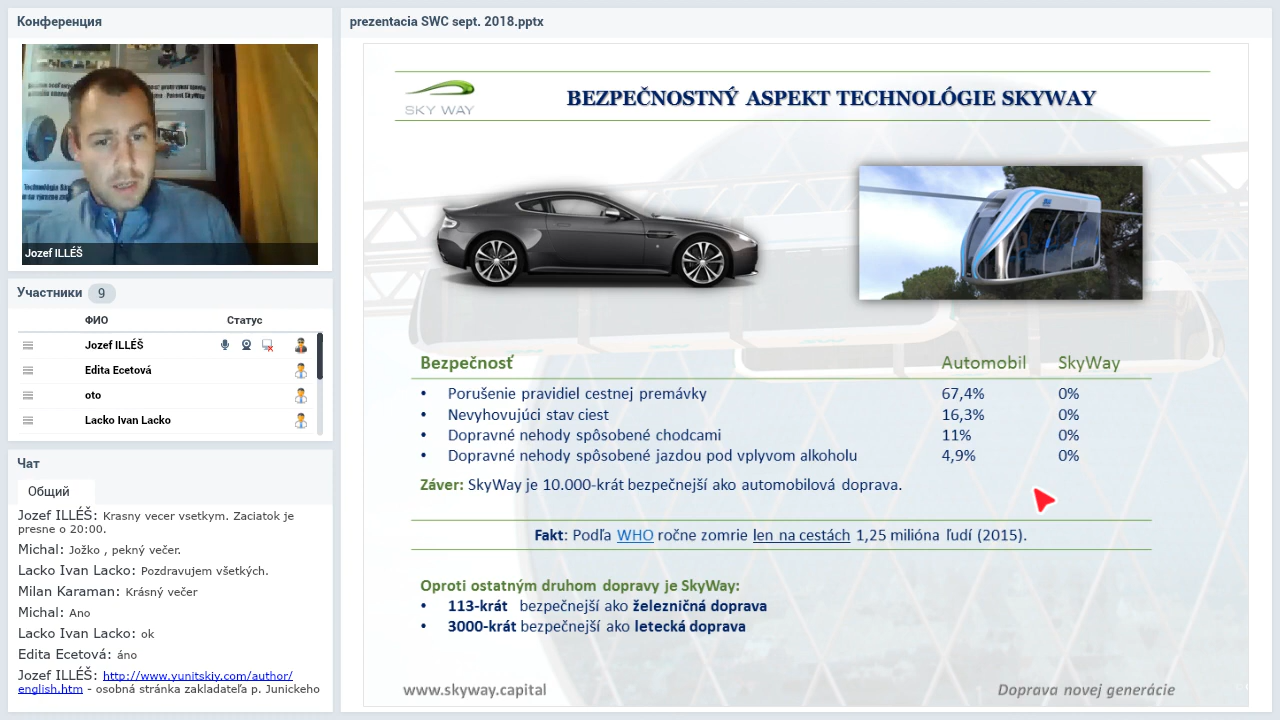 Конференция
Jozef ILLÉŠ
Участники 9
ФИО Статус
Jozef ILLÉŠ
Edita Ecetová
oto
Lacko Ivan Lacko
Чат
Общий
Jozef ILLÉŠ: Krasny vecer vsetkym. Zaciatok je
presne o 20:00.
Michal: Jožko , pekný večer.
Lacko Ivan Lacko: Pozdravujem všetkých.
Milan Karaman: Krásný večer
Michal: Ano
Lacko Ivan Lacko: ok
Edita Ecetová: áno
Jozef ILLÉŠ: http://www.yunitskiy.com/author/
english.htm - osobná stránka zakladateľa p. Junickeho
prezentacia SWC sept. 2018.pptx
SKY WAY
BEZPEČNOSTNÝ ASPEKT TECHNOLÓGIE SKYWAY
Bezpečnosť Automobil SkyWay
• Porušenie pravidiel cestnej premávky 67,4% 0%
• Nevyhovujúci stav ciest 16,3% 0%
• Dopravné nehody spôsobené chodcami 11% 0%
• Dopravné nehody spôsobené jazdou pod vplyvom alkoholu 4,9% 0%
Záver: SkyWay je 10.000-krát bezpečnejší ako automobilová doprava.
Fakt: Podľa WHO ročne zomrie len na cestách 1,25 milióna ľudí (2015).
Oproti ostatným druhom dopravy je SkyWay:
• 113-krát bezpečnejší ako železničná doprava
• 3000-krát bezpečnejší ako letecká doprava
www.skyway.capital
Doprava novej generácie